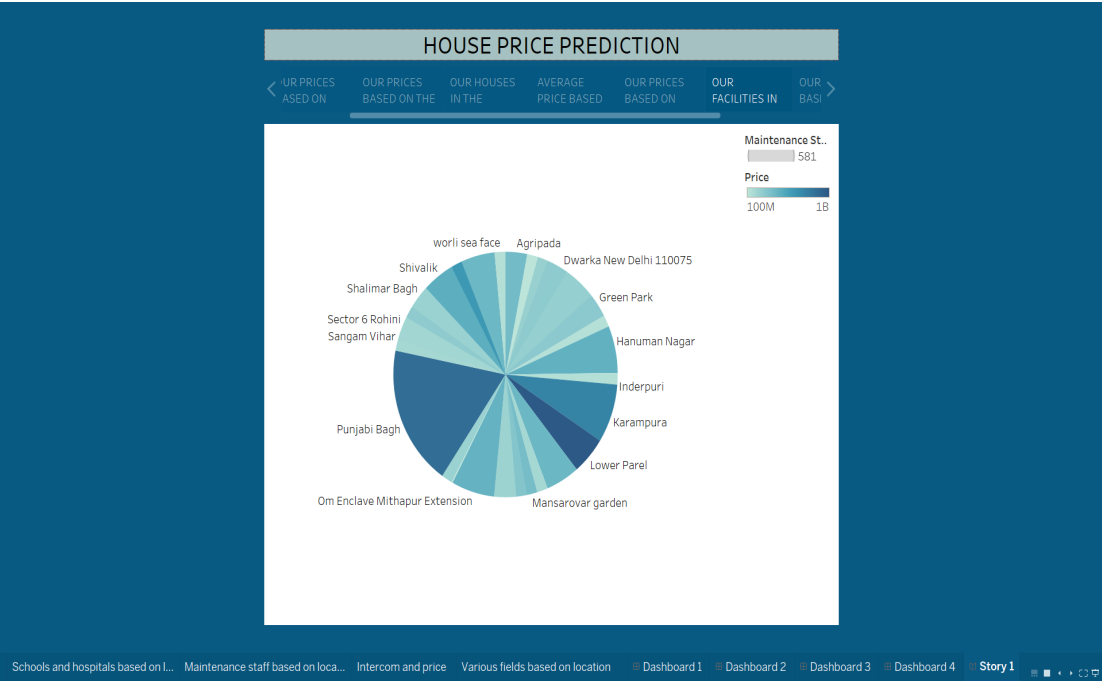 HOUSE PRICE PREDICTION
UR PRICES
ASED ON
OUR PRICES
BASED ON THE
OUR HOUSES
IN THE
AVERAGE
PRICE BASED
OUR PRICES
BASED ON
OUR
FACILITIES IN
OUR
BASI
Maintenance St..
581
Price
100M 1B
worli sea face
Agripada
Shivalik
Dwarka New Delhi 110075
Shalimar Bagh
Green Park
Sector 6 Rohini
Sangam Vihar
Hanuman Nagar
Inderpuri
Punjabi Bagh
Karampura
Lower Parel
Om Enclave Mithapur Extension
Mansarovar garden
Schools and hospitals based on l... Maintenance staff based on loca... Intercom and price Various fields based on location Dashboard 1 Dashboard 2 Dashboard 3 Dashboard 4 Story 1